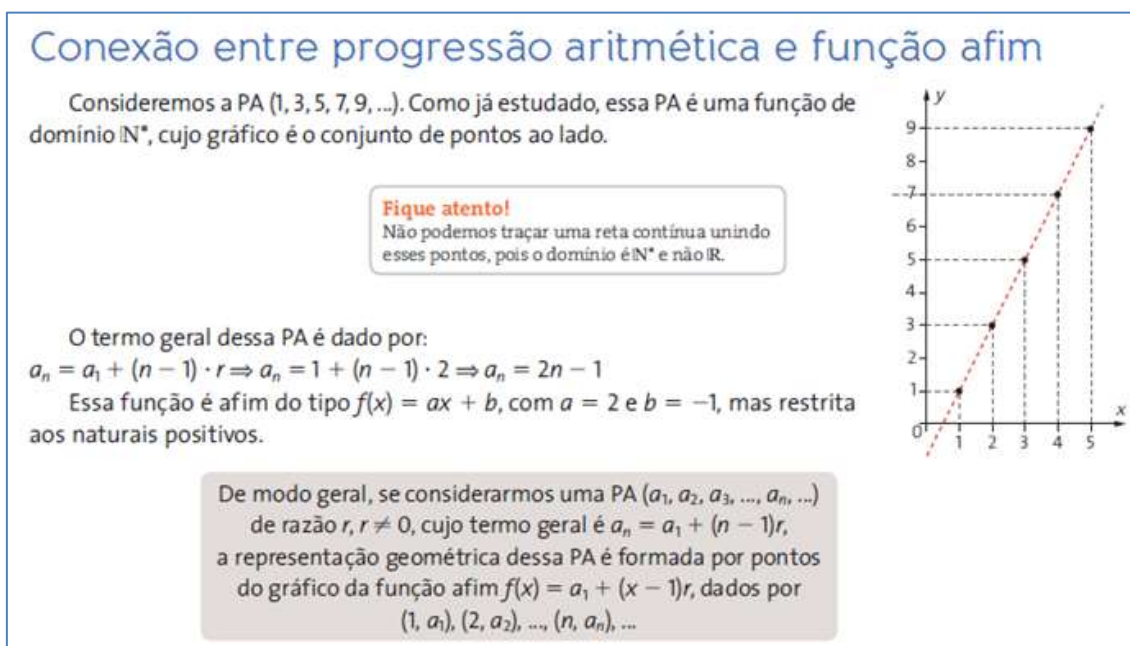 Conexão entre progressão aritmética e função afim
Consideremos a PA (1, 3, 5, 7, 9, ...). Como já estudado, essa PA é uma função de
domínio ℕ*, cujo gráfico é o conjunto de pontos ao lado.
Fique atento!
Não podemos traçar uma reta contínua unindo
esses pontos, pois o domínio é ℕ* e não ℝ.
O termo geral dessa PA é dado por:
aₙ = a₁ + (n − 1) · r ⇒ aₙ = 1 + (n − 1) · 2 ⇒ aₙ = 2n − 1
Essa função é afim do tipo f(x) = ax + b, com a = 2 e b = −1, mas restrita
aos naturais positivos.
y
9
8
7
6
5
4
3
2
1
0
1 2 3 4 5
x
De modo geral, se considerarmos uma PA (a₁, a₂, a₃, ..., aₙ, ...)
de razão r, r ≠ 0, cujo termo geral é aₙ = a₁ + (n − 1)r,
a representação geométrica dessa PA é formada por pontos
do gráfico da função afim f(x) = a₁ + (x − 1)r, dados por
(1, a₁), (2, a₂), ..., (n, aₙ), ...